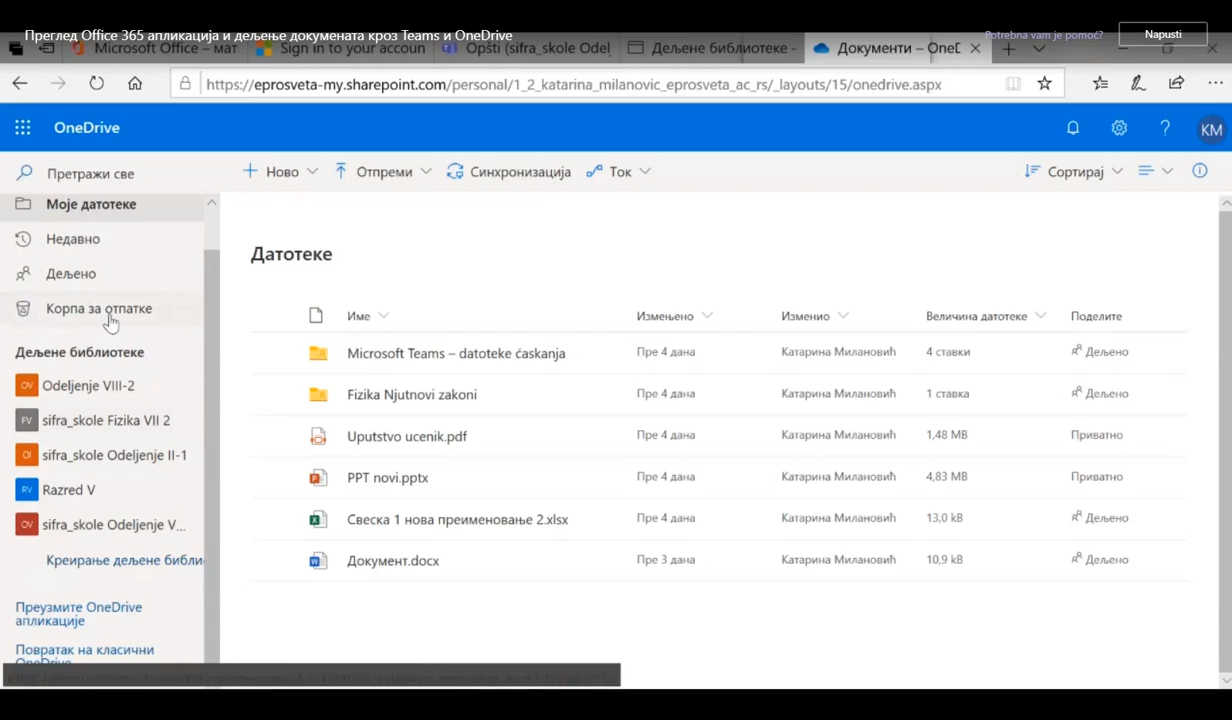 Преглед Office 365 апликација и дељење докумената кроз Teams и OneDrive
Potrebna vam je pomoć?
Napusti
Microsoft Office – мат
Sign in to your accoun
Opšti (sifra_skole Odel
Дељене библиотеке -
Документи – OneD
https://eprosveta-my.sharepoint.com/personal/1_2_katarina_milanovic_eprosveta_ac_rs/_layouts/15/onedrive.aspx
OneDrive
KM
Претражи све
Ново
Отпреми
Синхронизација
Ток
Сортирај
Моје датотеке
Недавно
Дељено
Корпа за отпатке
Дељене библиотеке
OV Odeljenje VIII-2
FV sifra_skole Fizika VII 2
OI sifra_skole Odeljenje II-1
RV Razred V
OV sifra_skole Odeljenje V...
Креирање дељене библи
Преузмите OneDrive
апликације
Повратак на класични
OneDrive
Датотеке
Име Измењено Изменио Величина датотеке Поделите
Microsoft Teams – datoteke ćaskanja Пре 4 дана Катарина Милановић 4 ставки Дељено
Fizika Njutnovi zakoni Пре 4 дана Катарина Милановић 1 ставка Дељено
Uputstvo ucenik.pdf Пре 4 дана Катарина Милановић 1,48 MB Приватно
PPT novi.pptx Пре 4 дана Катарина Милановић 4,83 MB Приватно
Свеска 1 нова преименовање 2.xlsx Пре 4 дана Катарина Милановић 13,0 kB Дељено
Документ.docx Пре 3 дана Катарина Милановић 10,9 kB Дељено